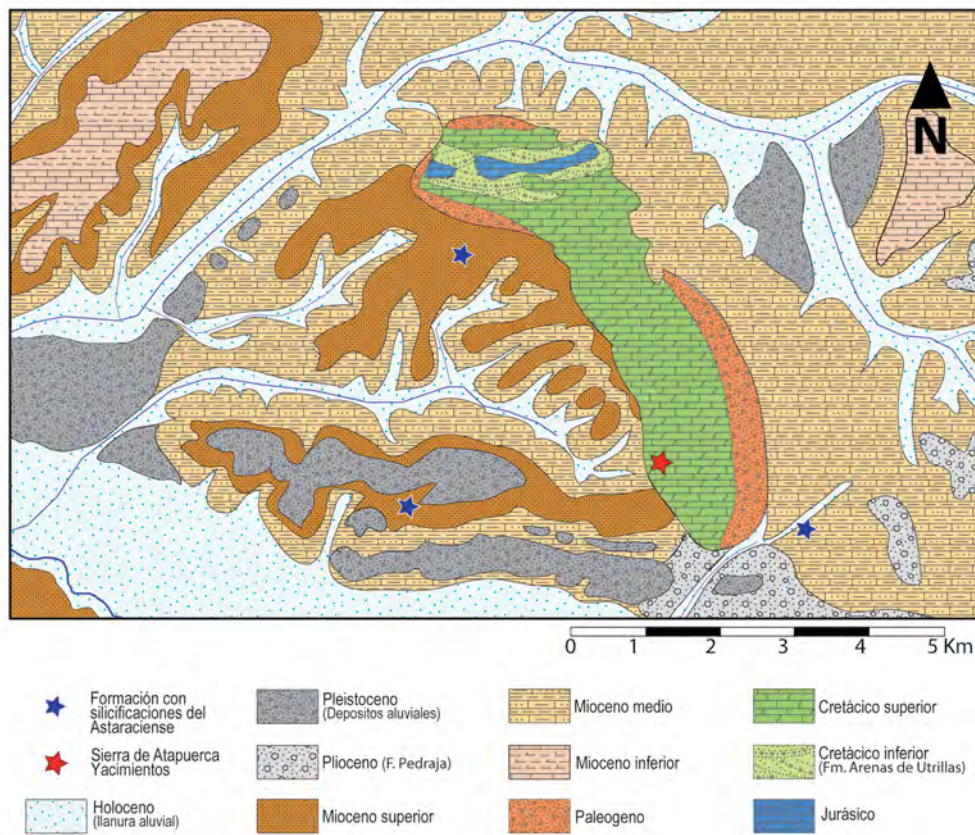 N
0 1 2 3 4 5 Km
Formación con
silicificaciones del
Astaraciense
Sierra de Atapuerca
Yacimientos
Holoceno
(llanura aluvial)
Pleistoceno
(Depositos aluviales)
Plioceno (F. Pedraja)
Mioceno superior
Mioceno medio
Mioceno inferior
Paleogeno
Cretácico superior
Cretácico inferior
(Fm. Arenas de Utrillas)
Jurásico